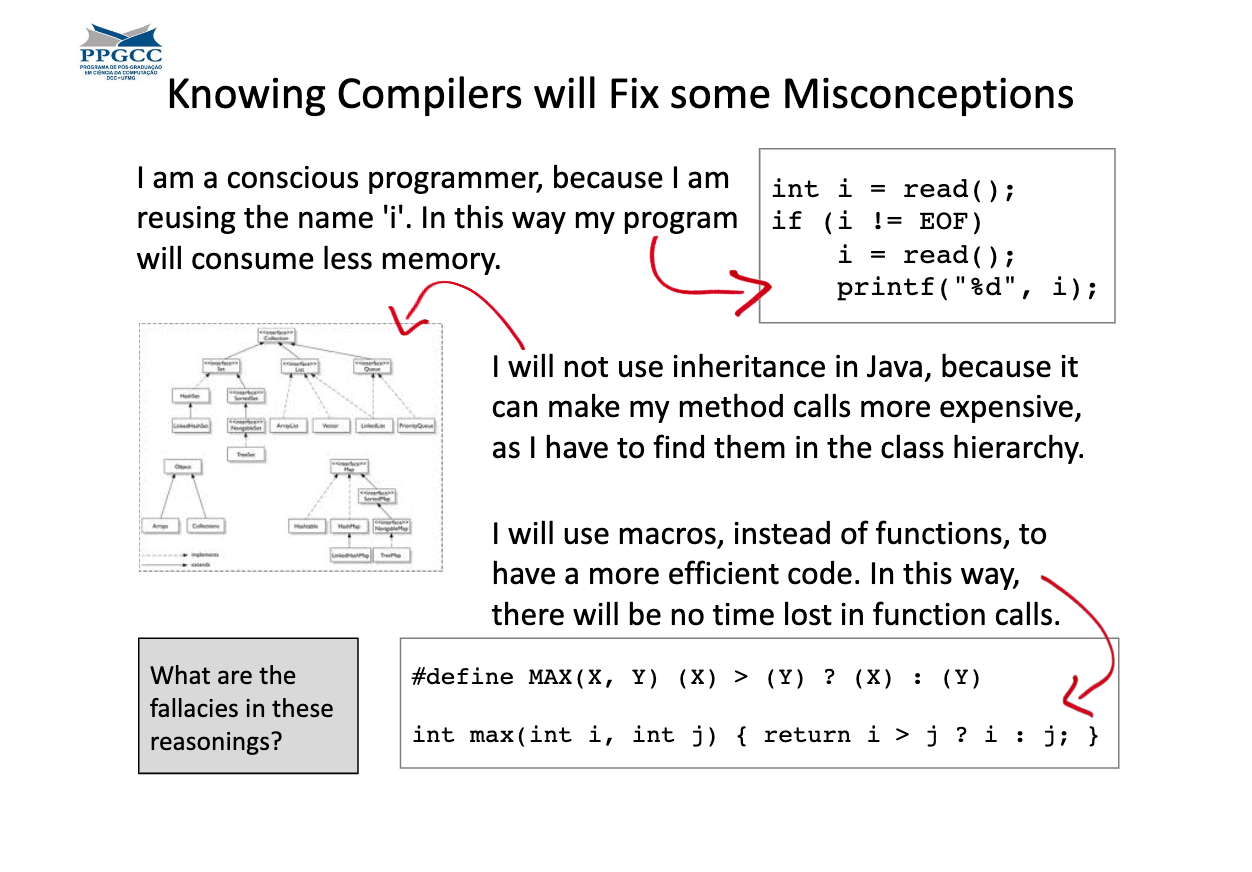 PPGCC
PROGRAMA DE PÓS-GRADUAÇÃO
EM CIÊNCIA DA COMPUTAÇÃO
DCC • UFMG
Knowing Compilers will Fix some Misconceptions
I am a conscious programmer, because I am
reusing the name 'i'. In this way my program
will consume less memory.
int i = read();
if (i != EOF)
    i = read();
    printf("%d", i);
<<interface>>
Collection
<<interface>>
Set
<<interface>>
List
<<interface>>
Queue
HashSet
<<interface>>
SortedSet
LinkedHashSet
<<interface>>
NavigableSet
ArrayList
Vector
LinkedList
PriorityQueue
TreeSet
Object
<<interface>>
Map
<<interface>>
SortedMap
Arrays
Collections
Hashtable
HashMap
<<interface>>
NavigableMap
LinkedHashMap
TreeMap
implements
extends
I will not use inheritance in Java, because it
can make my method calls more expensive,
as I have to find them in the class hierarchy.
I will use macros, instead of functions, to
have a more efficient code. In this way,
there will be no time lost in function calls.
What are the
fallacies in these
reasonings?
#define MAX(X, Y) (X) > (Y) ? (X) : (Y)
int max(int i, int j) { return i > j ? i : j; }